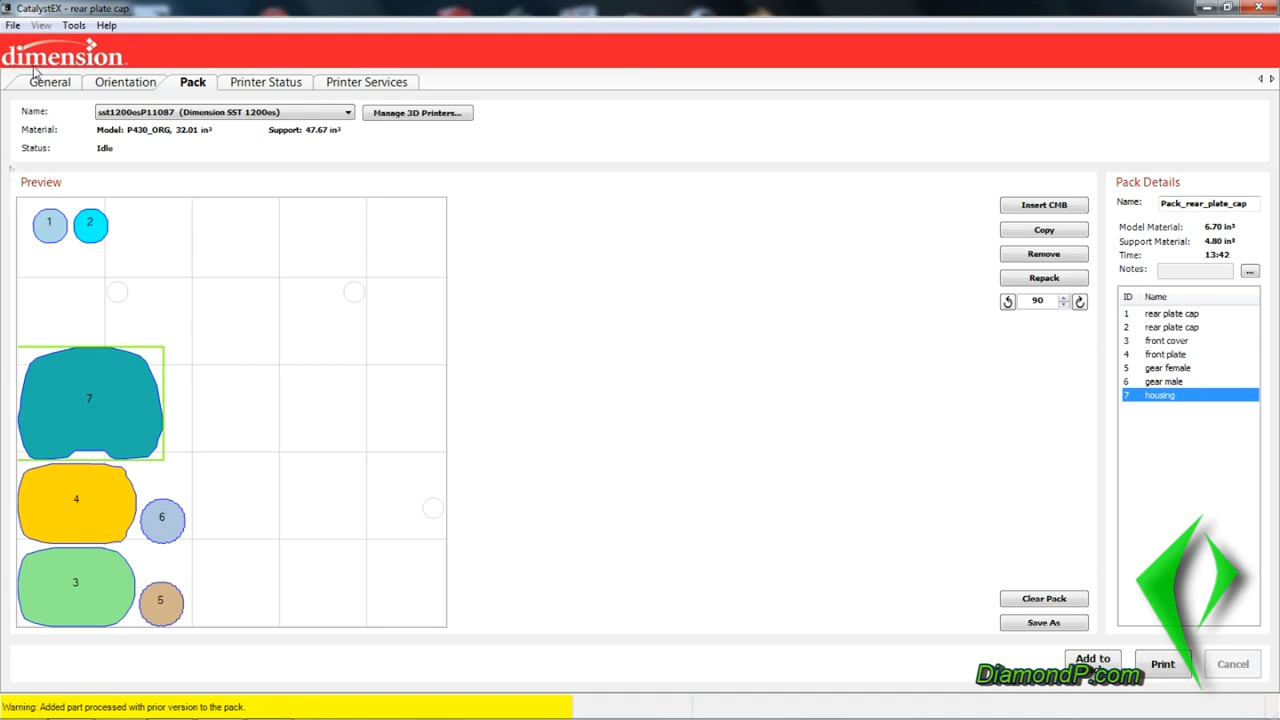 CatalystEX - rear plate cap
File View Tools Help
dimension
General Orientation Pack Printer Status Printer Services
Name: sst1200esP11087 (Dimension SST 1200es) Manage 3D Printers...
Material: Model: P430_ORG, 32.01 in³ Support: 47.67 in³
Status: Idle
Preview
1 2
7
4
6
3
5
Insert CMB
Copy
Remove
Repack
90
Clear Pack
Save As
Pack Details
Name: Pack_rear_plate_cap
Model Material: 6.70 in³
Support Material: 4.80 in³
Time: 13:42
Notes: ...
ID Name
1 rear plate cap
2 rear plate cap
3 front cover
4 front plate
5 gear female
6 gear male
7 housing
Add to Print Cancel
DiamondP.com
Warning: Added part processed with prior version to the pack.